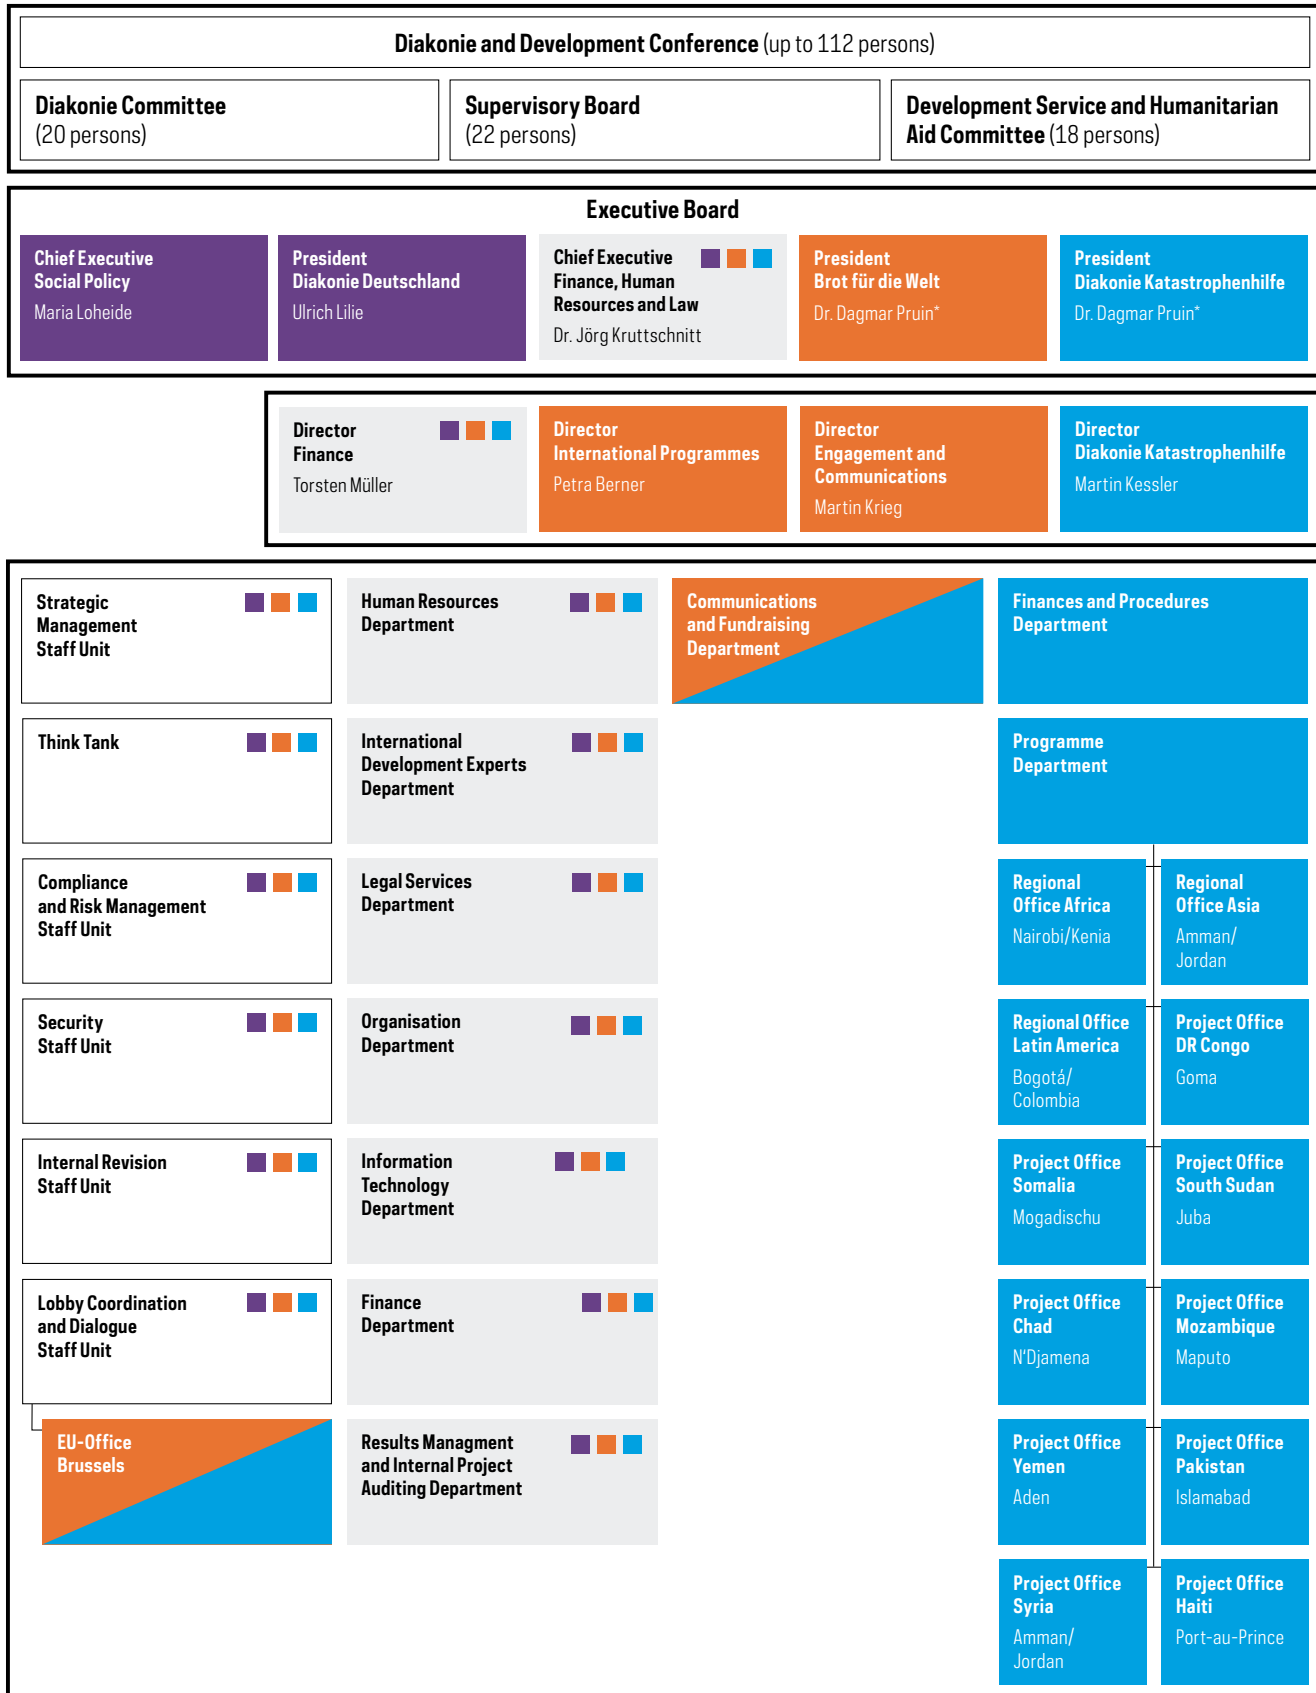 Diakonie and Development Conference (up to 112 persons)
Diakonie Committee
(20 persons)
Supervisory Board
(22 persons)
Development Service and Humanitarian
Aid Committee (18 persons)
Executive Board
Chief Executive
Social Policy
Maria Loheide
President
Diakonie Deutschland
Ulrich Lilie
Chief Executive
Finance, Human
Resources and Law
Dr. Jörg Kruttschnitt
President
Brot für die Welt
Dr. Dagmar Pruin*
President
Diakonie Katastrophenhilfe
Dr. Dagmar Pruin*
Director
Finance
Torsten Müller
Director
International Programmes
Petra Berner
Director
Engagement and
Communications
Martin Krieg
Director
Diakonie Katastrophenhilfe
Martin Kessler
Strategic
Management
Staff Unit
Human Resources
Department
Communications
and Fundraising
Department
Finances and Procedures
Department
Think Tank
International
Development Experts
Department
Programme
Department
Compliance
and Risk Management
Staff Unit
Legal Services
Department
Regional
Office Africa
Nairobi/Kenia
Regional
Office Asia
Amman/
Jordan
Security
Staff Unit
Organisation
Department
Regional Office
Latin America
Bogotá/
Colombia
Project Office
DR Congo
Goma
Internal Revision
Staff Unit
Information
Technology
Department
Project Office
Somalia
Mogadischu
Project Office
South Sudan
Juba
Lobby Coordination
and Dialogue
Staff Unit
Finance
Department
Project Office
Chad
N'Djamena
Project Office
Mozambique
Maputo
EU-Office
Brussels
Results Managment
and Internal Project
Auditing Department
Project Office
Yemen
Aden
Project Office
Pakistan
Islamabad
Project Office
Syria
Amman/
Jordan
Project Office
Haiti
Port-au-Prince